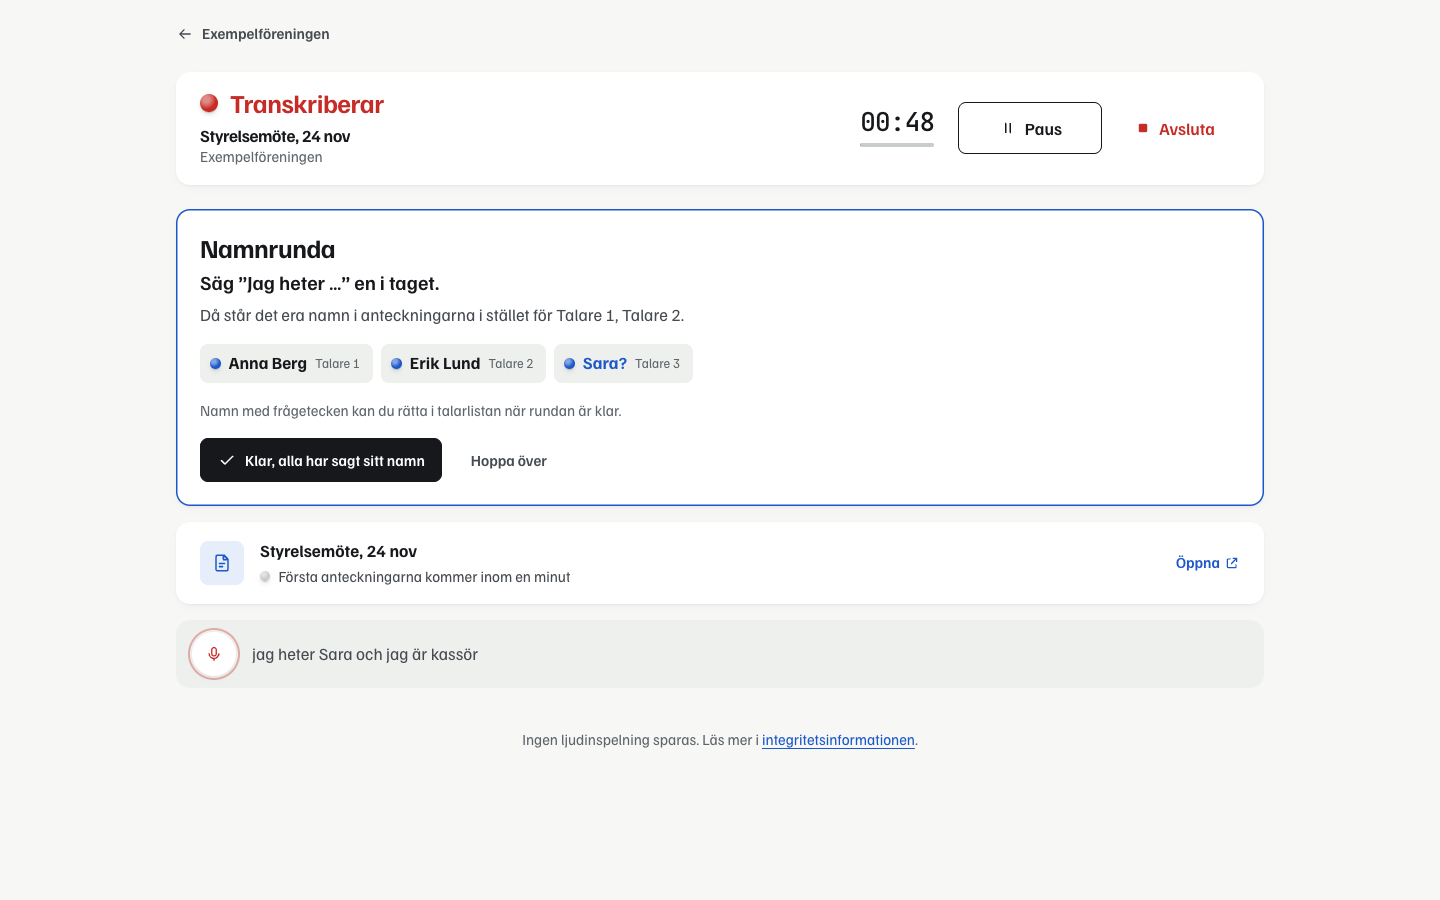 Exempelföreningen
Transkriberar
Styrelsemöte, 24 nov
Exempelföreningen
00:48
Paus
Avsluta
Namnrunda
Säg ”Jag heter ...” en i taget.
Då står det era namn i anteckningarna i stället för Talare 1, Talare 2.
Anna Berg Talare 1
Erik Lund Talare 2
Sara? Talare 3
Namn med frågetecken kan du rätta i talarlistan när rundan är klar.
Klar, alla har sagt sitt namn
Hoppa över
Styrelsemöte, 24 nov
Första anteckningarna kommer inom en minut
Öppna
jag heter Sara och jag är kassör
Ingen ljudinspelning sparas. Läs mer i integritetsinformationen.